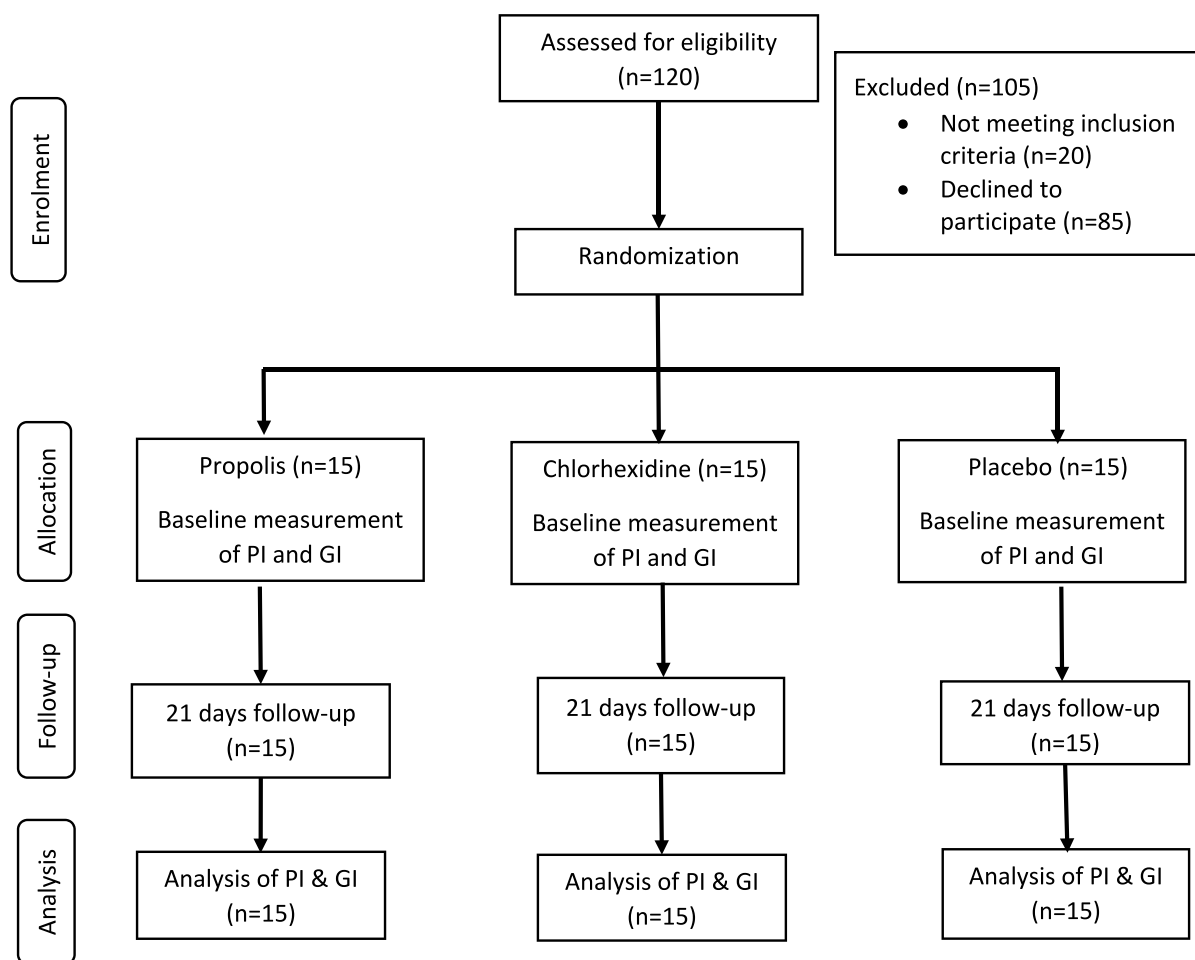 Assessed for eligibility
(n=120)
Excluded (n=105)
• Not meeting inclusion
criteria (n=20)
• Declined to
participate (n=85)
Enrolment
Randomization
Allocation
Propolis (n=15)
Baseline measurement
of PI and GI
Chlorhexidine (n=15)
Baseline measurement
of PI and GI
Placebo (n=15)
Baseline measurement
of PI and GI
Follow-up
21 days follow-up
(n=15)
21 days follow-up
(n=15)
21 days follow-up
(n=15)
Analysis
Analysis of PI & GI
(n=15)
Analysis of PI & GI
(n=15)
Analysis of PI & GI
(n=15)